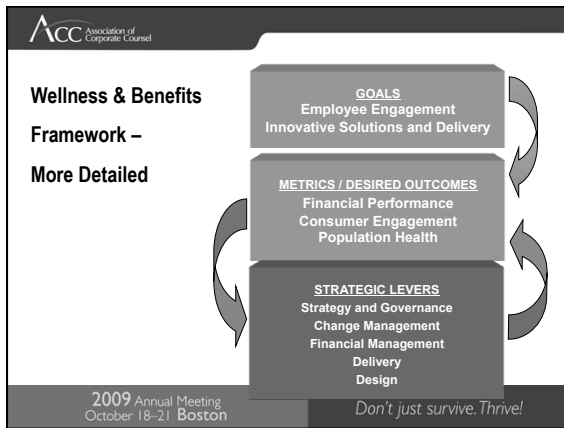 ACC Association of
Corporate Counsel
Wellness & Benefits
Framework –
More Detailed
GOALS
Employee Engagement
Innovative Solutions and Delivery
METRICS / DESIRED OUTCOMES
Financial Performance
Consumer Engagement
Population Health
STRATEGIC LEVERS
Strategy and Governance
Change Management
Financial Management
Delivery
Design
2009 Annual Meeting
October 18–21 Boston
Don't just survive. Thrive!